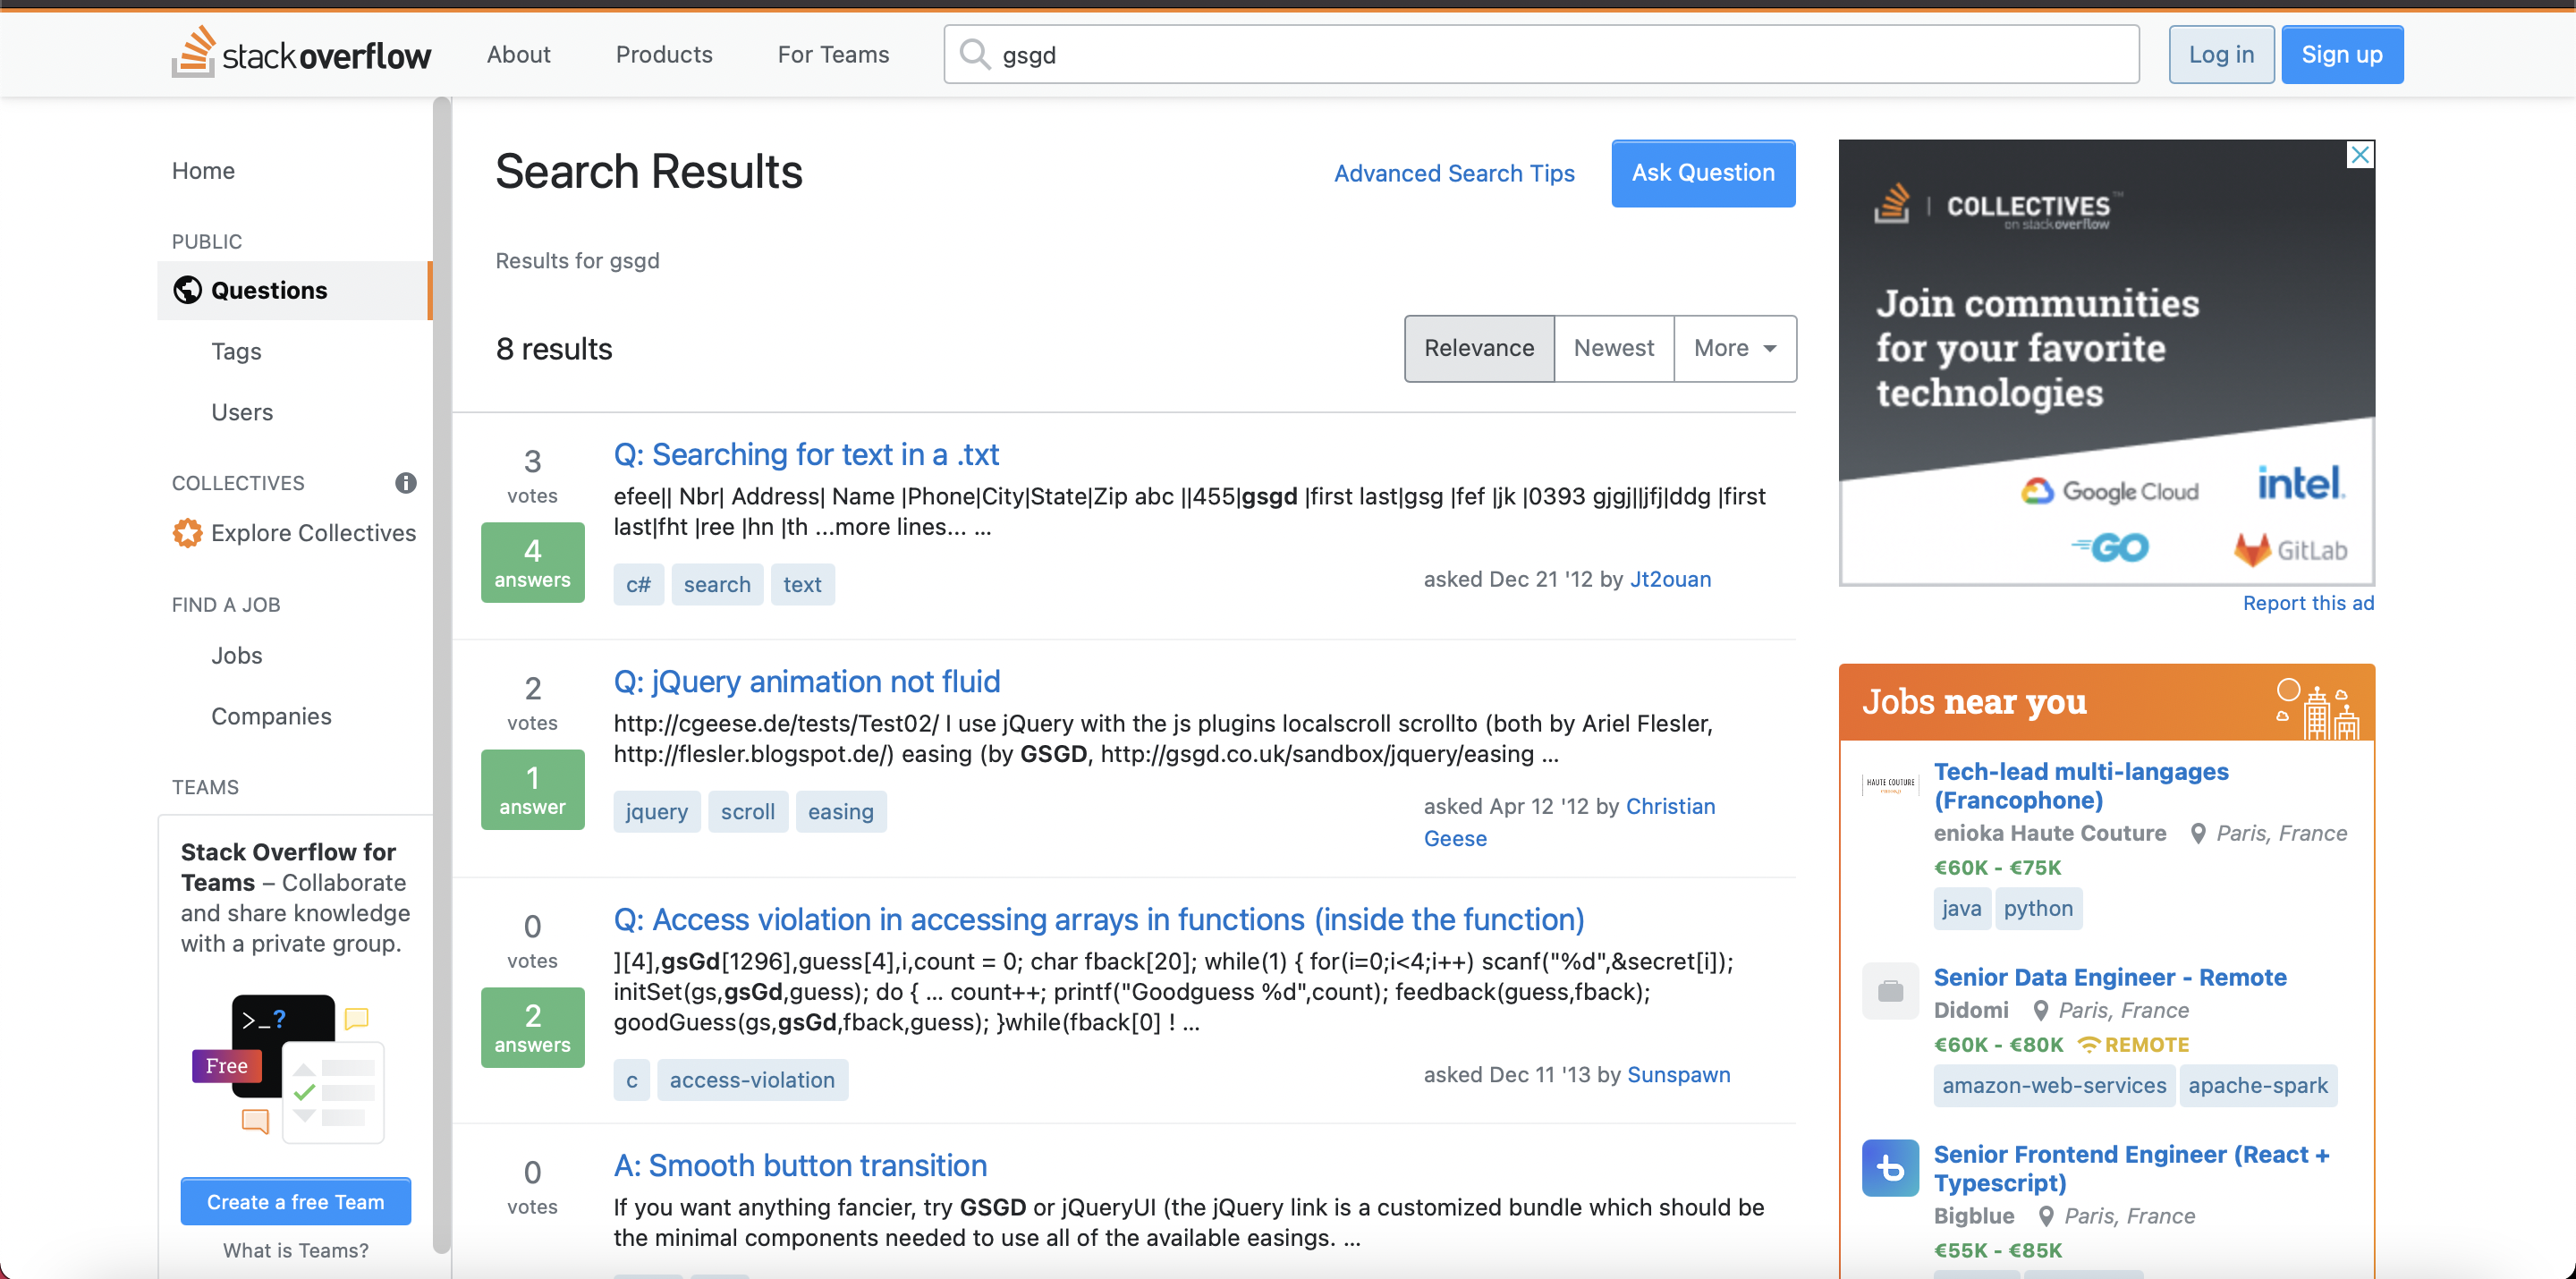 stackoverflow
About
Products
For Teams
gsgd
Log in
Sign up
Home
PUBLIC
Questions
Tags
Users
COLLECTIVES
Explore Collectives
FIND A JOB
Jobs
Companies
TEAMS
Stack Overflow for
Teams – Collaborate
and share knowledge
with a private group.
>_?
Free
Create a free Team
What is Teams?
Search Results
Advanced Search Tips
Ask Question
Results for gsgd
8 results
Relevance
Newest
More
3
votes
4
answers
Q: Searching for text in a .txt
efee|| Nbr| Address| Name |Phone|City|State|Zip abc ||455|gsgd |first last|gsg |fef |jk |0393 gjgj||jfj|ddg |first
last|fht |ree |hn |th ...more lines... ...
c#
search
text
asked Dec 21 '12 by Jt2ouan
2
votes
1
answer
Q: jQuery animation not fluid
http://cgeese.de/tests/Test02/ I use jQuery with the js plugins localscroll scrollto (both by Ariel Flesler,
http://flesler.blogspot.de/) easing (by GSGD, http://gsgd.co.uk/sandbox/jquery/easing ...
jquery
scroll
easing
asked Apr 12 '12 by Christian
Geese
0
votes
2
answers
Q: Access violation in accessing arrays in functions (inside the function)
][4],gsGd[1296],guess[4],i,count = 0; char fback[20]; while(1) { for(i=0;i<4;i++) scanf("%d",&secret[i]);
initSet(gs,gsGd,guess); do { ... count++; printf("Goodguess %d",count); feedback(guess,fback);
goodGuess(gs,gsGd,fback,guess); }while(fback[0] ! ...
c
access-violation
asked Dec 11 '13 by Sunspawn
0
votes
A: Smooth button transition
If you want anything fancier, try GSGD or jQueryUI (the jQuery link is a customized bundle which should be
the minimal components needed to use all of the available easings. ...
COLLECTIVES™
on stackoverflow
Join communities
for your favorite
technologies
Google Cloud
intel.
GO
GitLab
Report this ad
Jobs near you
HAUTE COUTURE
Tech-lead multi-langages
(Francophone)
enioka Haute Couture
Paris, France
€60K - €75K
java
python
Senior Data Engineer - Remote
Didomi
Paris, France
€60K - €80K
REMOTE
amazon-web-services
apache-spark
Senior Frontend Engineer (React +
Typescript)
Bigblue
Paris, France
€55K - €85K